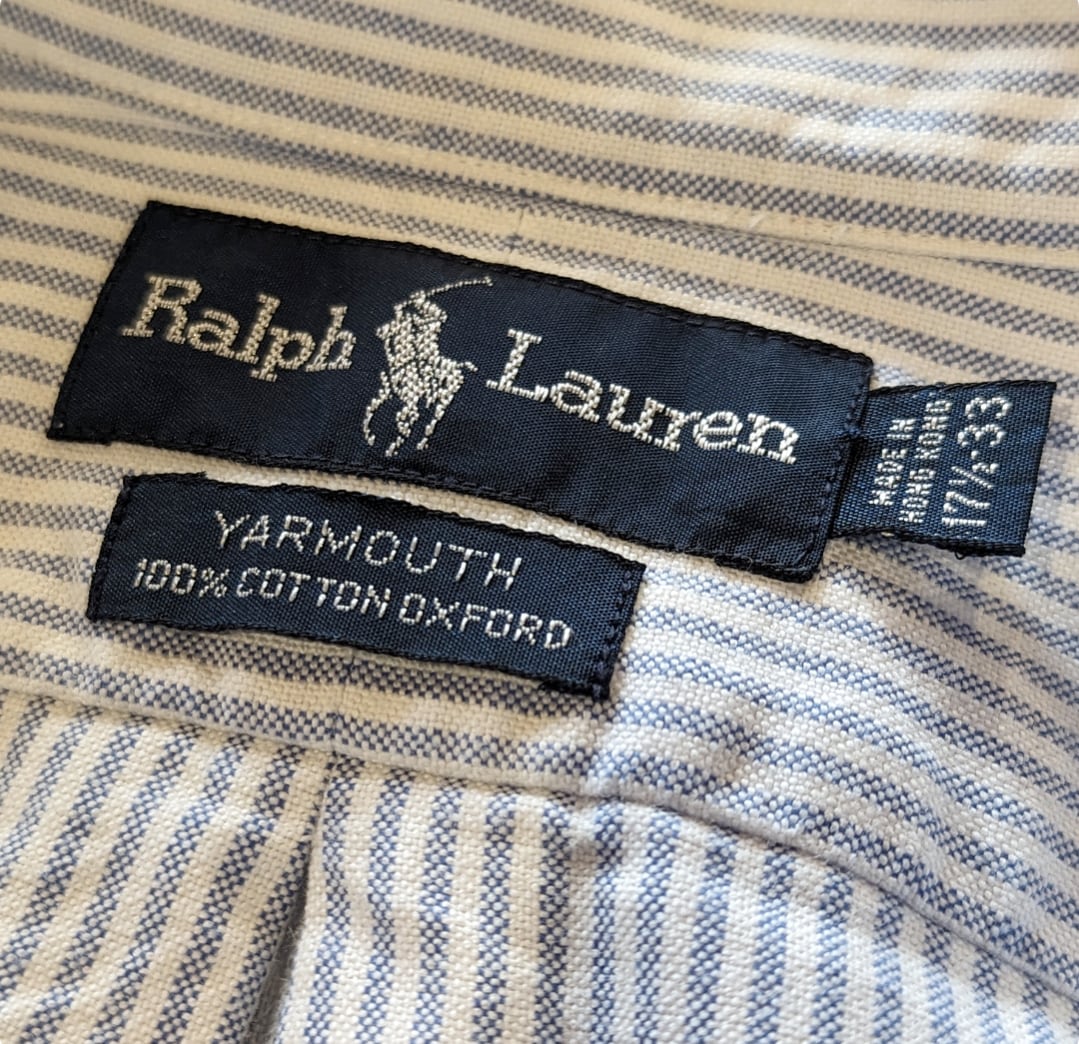 Ralph Lauren
MADE IN
HONG KONG
17½-33
YARMOUTH
100% COTTON OXFORD